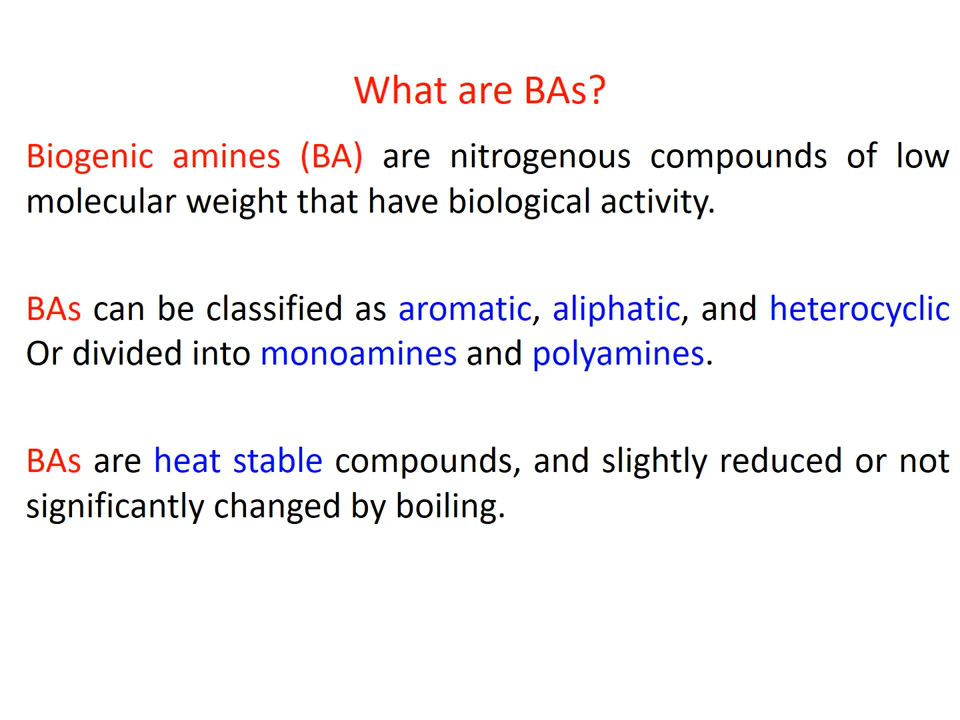 What are BAs?
Biogenic amines (BA) are nitrogenous compounds of low
molecular weight that have biological activity.
BAs can be classified as aromatic, aliphatic, and heterocyclic
Or divided into monoamines and polyamines.
BAs are heat stable compounds, and slightly reduced or not
significantly changed by boiling.